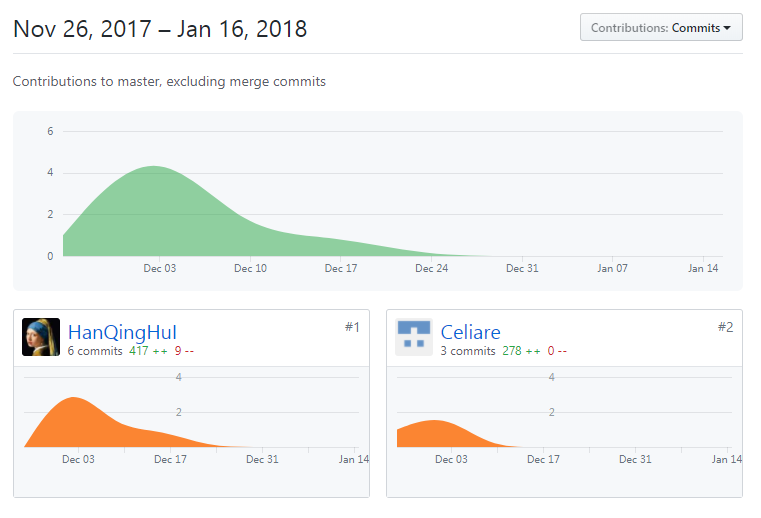 Nov 26, 2017 – Jan 16, 2018
Contributions: Commits
Contributions to master, excluding merge commits
6
4
2
0
Dec 03 Dec 10 Dec 17 Dec 24 Dec 31 Jan 07 Jan 14
HanQingHuI #1
6 commits 417 ++ 9 --
4
2
Dec 03 Dec 17 Dec 31 Jan 14
Celiare #2
3 commits 278 ++ 0 --
4
2
Dec 03 Dec 17 Dec 31 Jan 14